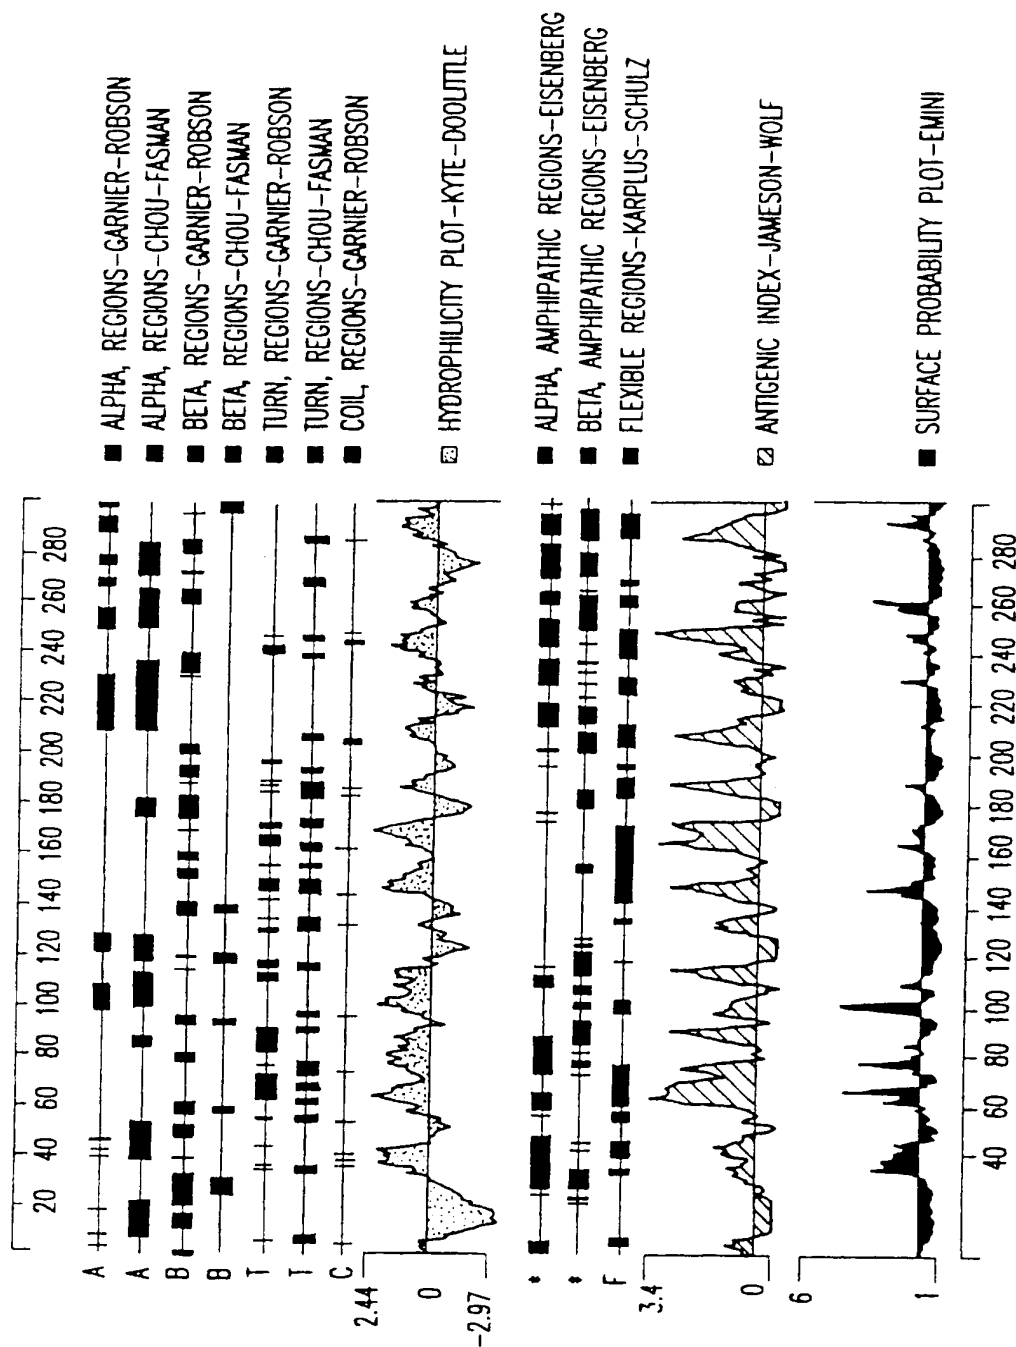 20 40 60 80 100 120 140 160 180 200 220 240 260 280
A ALPHA, REGIONS-GARNIER-ROBSON
A ALPHA, REGIONS-CHOU-FASMAN
B BETA, REGIONS-GARNIER-ROBSON
B BETA, REGIONS-CHOU-FASMAN
T TURN, REGIONS-GARNIER-ROBSON
T TURN, REGIONS-CHOU-FASMAN
C COIL, REGIONS-GARNIER-ROBSON
2.44
0 HYDROPHILICITY PLOT-KYTE-DOOLITTLE
-2.97
* ALPHA, AMPHIPATHIC REGIONS-EISENBERG
* BETA, AMPHIPATHIC REGIONS-EISENBERG
F FLEXIBLE REGIONS-KARPLUS-SCHULZ
3.4
0 ANTIGENIC INDEX-JAMESON-WOLF
6
1 SURFACE PROBABILITY PLOT-EMINI
40 60 80 100 120 140 160 180 200 220 240 260 280